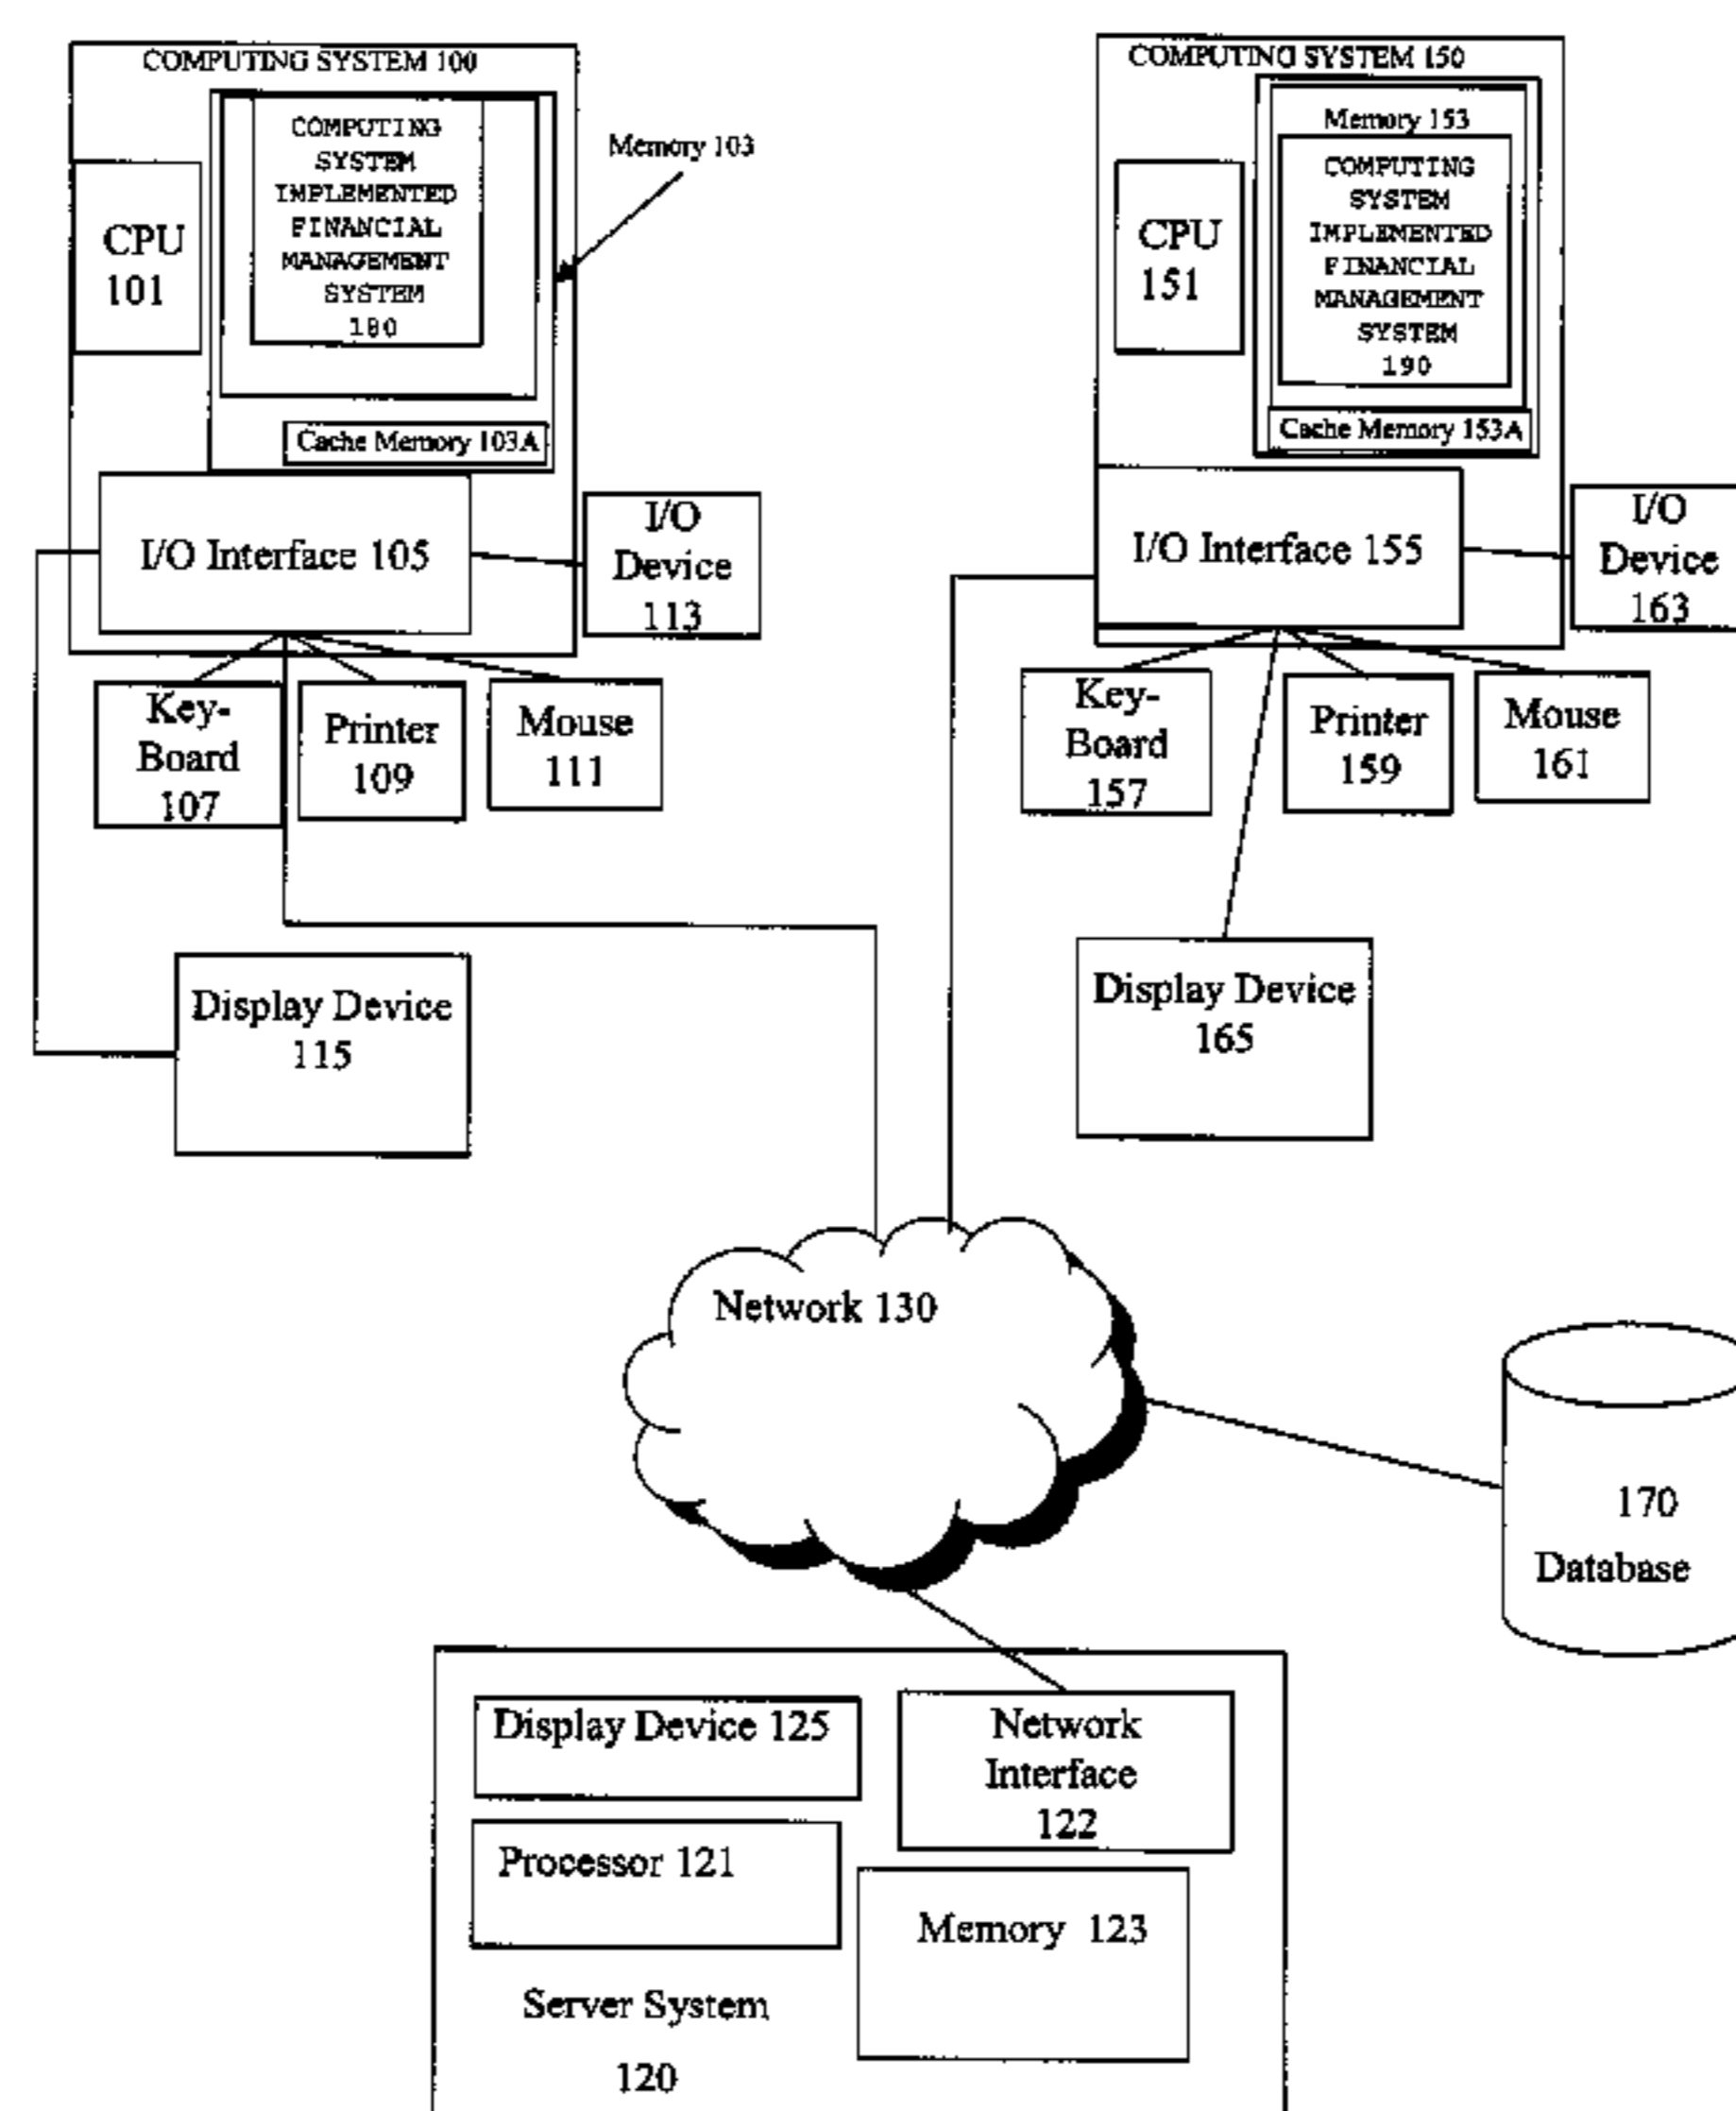 COMPUTING SYSTEM 100
COMPUTING
SYSTEM
IMPLEMENTED
FINANCIAL
MANAGEMENT
SYSTEM
180
Memory 103
CPU
101
Cache Memory 103A
I/O Interface 105
I/O
Device
113
Key-
Board
107
Printer
109
Mouse
111
Display Device
115
COMPUTING SYSTEM 150
Memory 153
COMPUTING
SYSTEM
IMPLEMENTED
FINANCIAL
MANAGEMENT
SYSTEM
190
CPU
151
Cache Memory 153A
I/O Interface 155
I/O
Device
163
Key-
Board
157
Printer
159
Mouse
161
Display Device
165
Network 130
170
Database
Display Device 125
Network
Interface
122
Processor 121
Memory 123
Server System
120